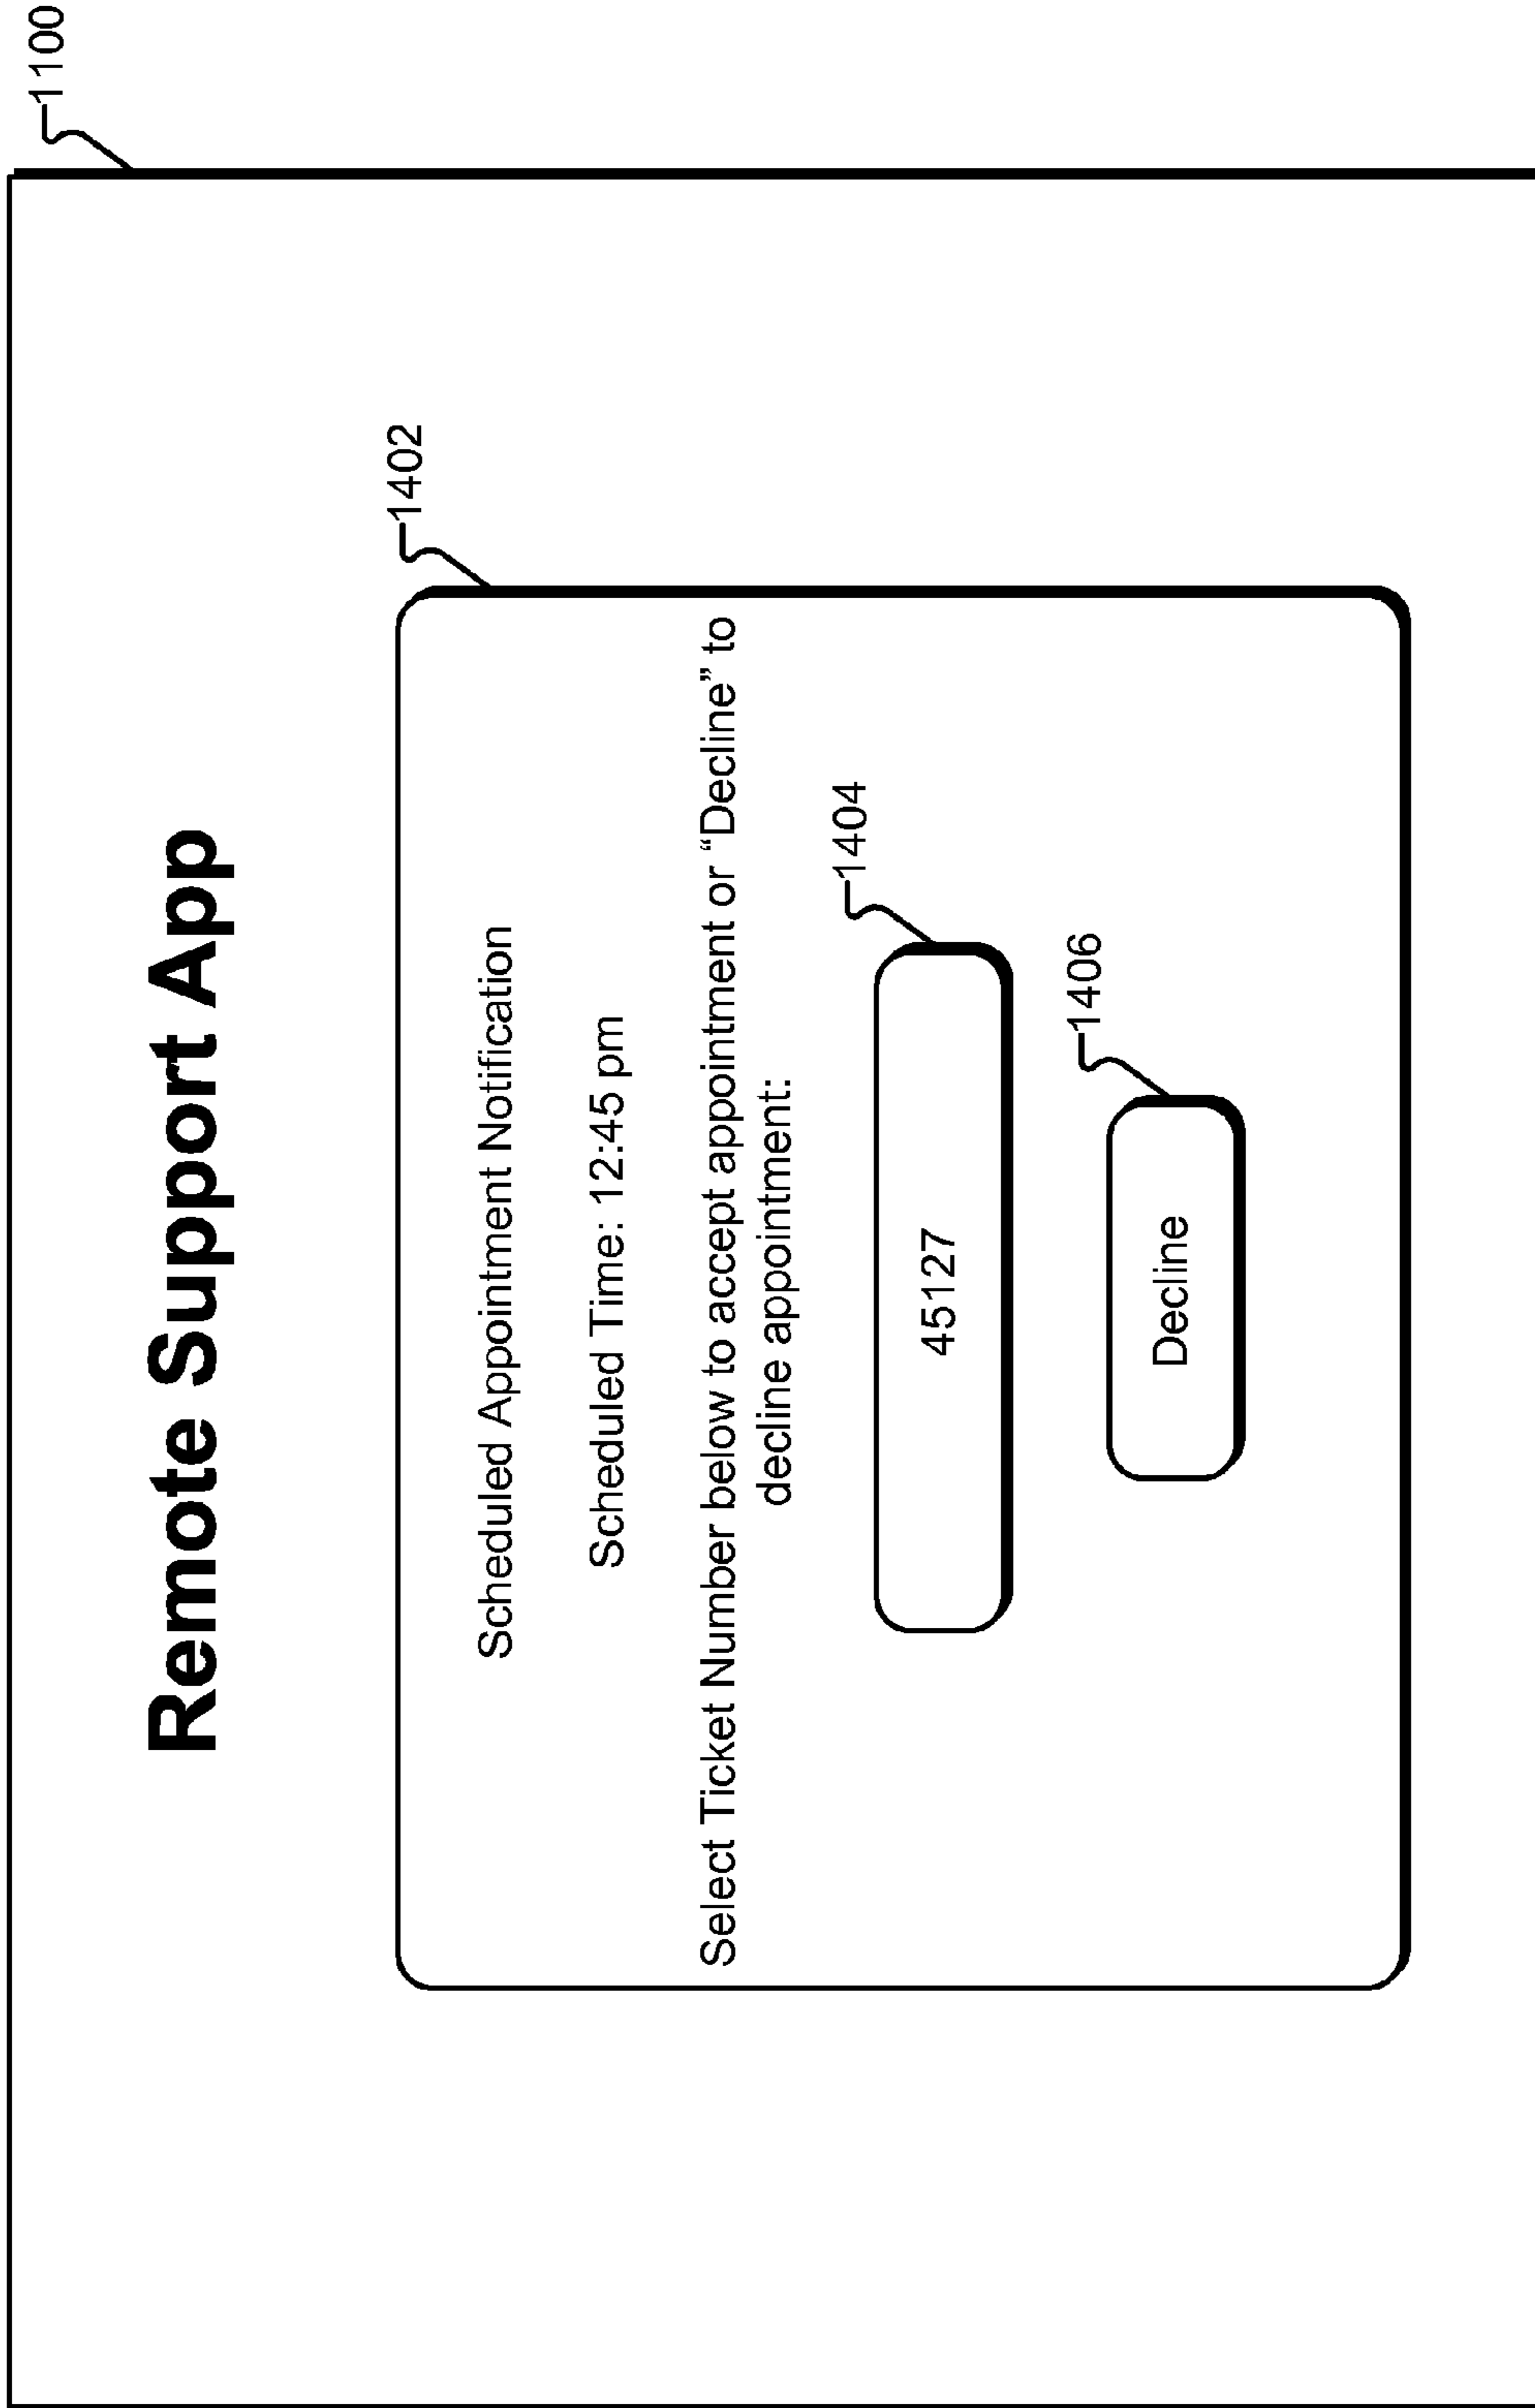 1100
Remote Support App
1402
Scheduled Appointment Notification
Scheduled Time: 12:45 pm
Select Ticket Number below to accept appointment or “Decline” to
decline appointment:
1404
45127
1406
Decline